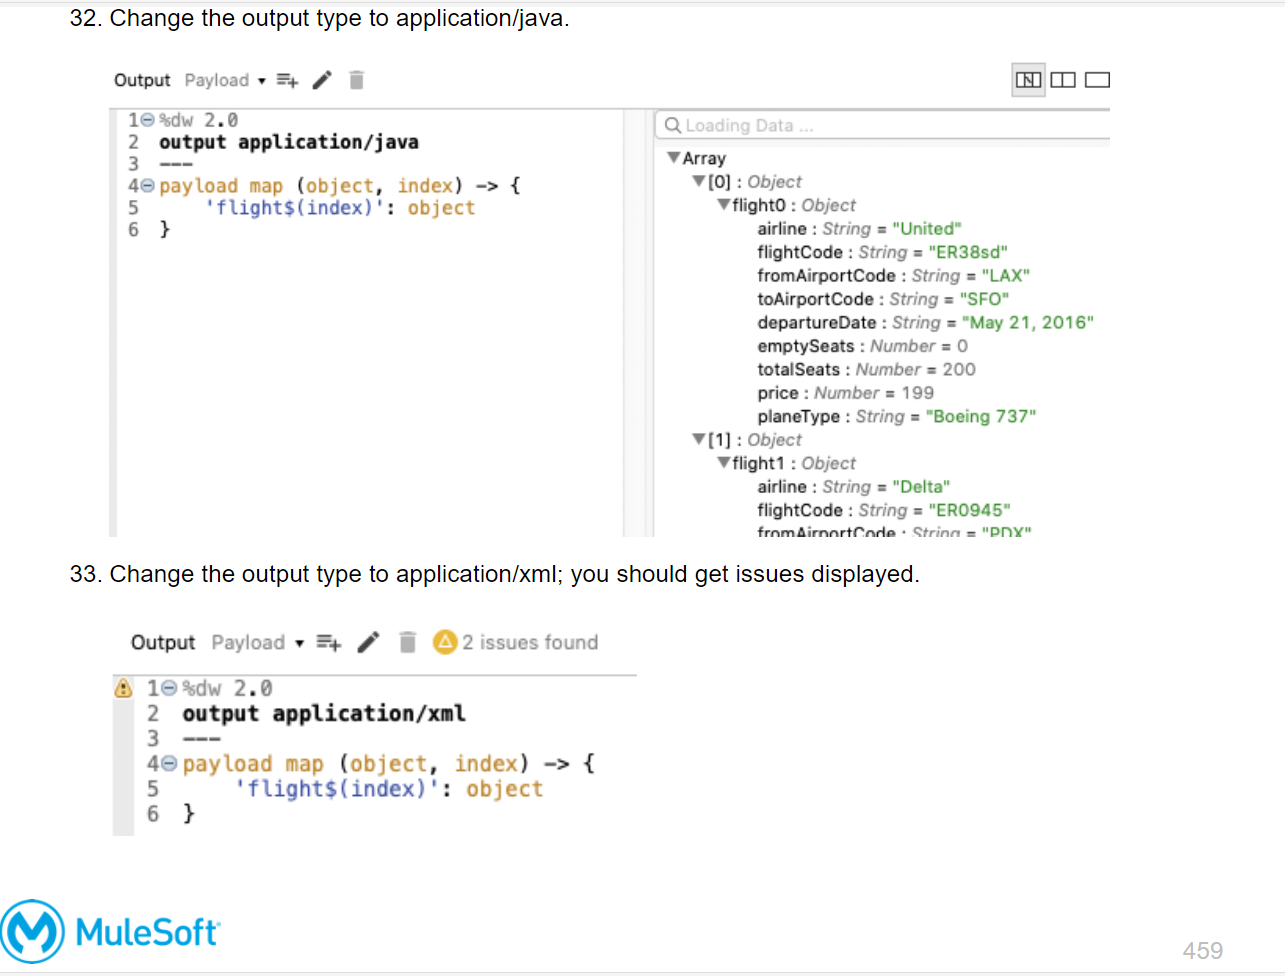 32. Change the output type to application/java.
Output Payload
1 %dw 2.0
2 output application/java
3 ---
4 payload map (object, index) -> {
5 'flight$(index)': object
6 }
Loading Data ...
Array
[0] : Object
flight0 : Object
airline : String = "United"
flightCode : String = "ER38sd"
fromAirportCode : String = "LAX"
toAirportCode : String = "SFO"
departureDate : String = "May 21, 2016"
emptySeats : Number = 0
totalSeats : Number = 200
price : Number = 199
planeType : String = "Boeing 737"
[1] : Object
flight1 : Object
airline : String = "Delta"
flightCode : String = "ER0945"
fromAirportCode : String = "PDX"
33. Change the output type to application/xml; you should get issues displayed.
Output Payload 2 issues found
1 %dw 2.0
2 output application/xml
3 ---
4 payload map (object, index) -> {
5 'flight$(index)': object
6 }
MuleSoft
459